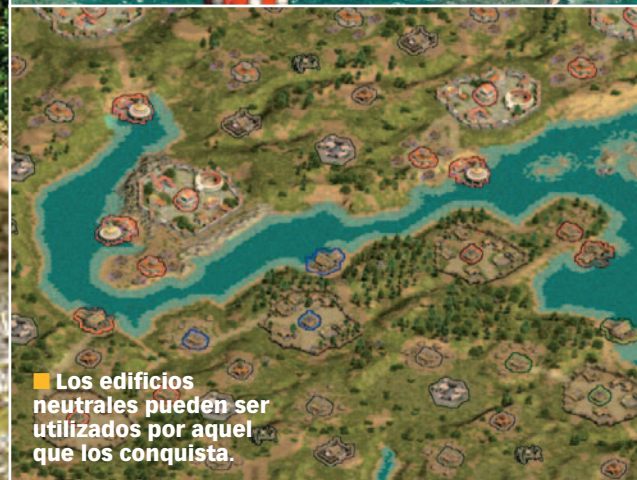 Los edificios
neutrales pueden ser
utilizados por aquel
que los conquista.